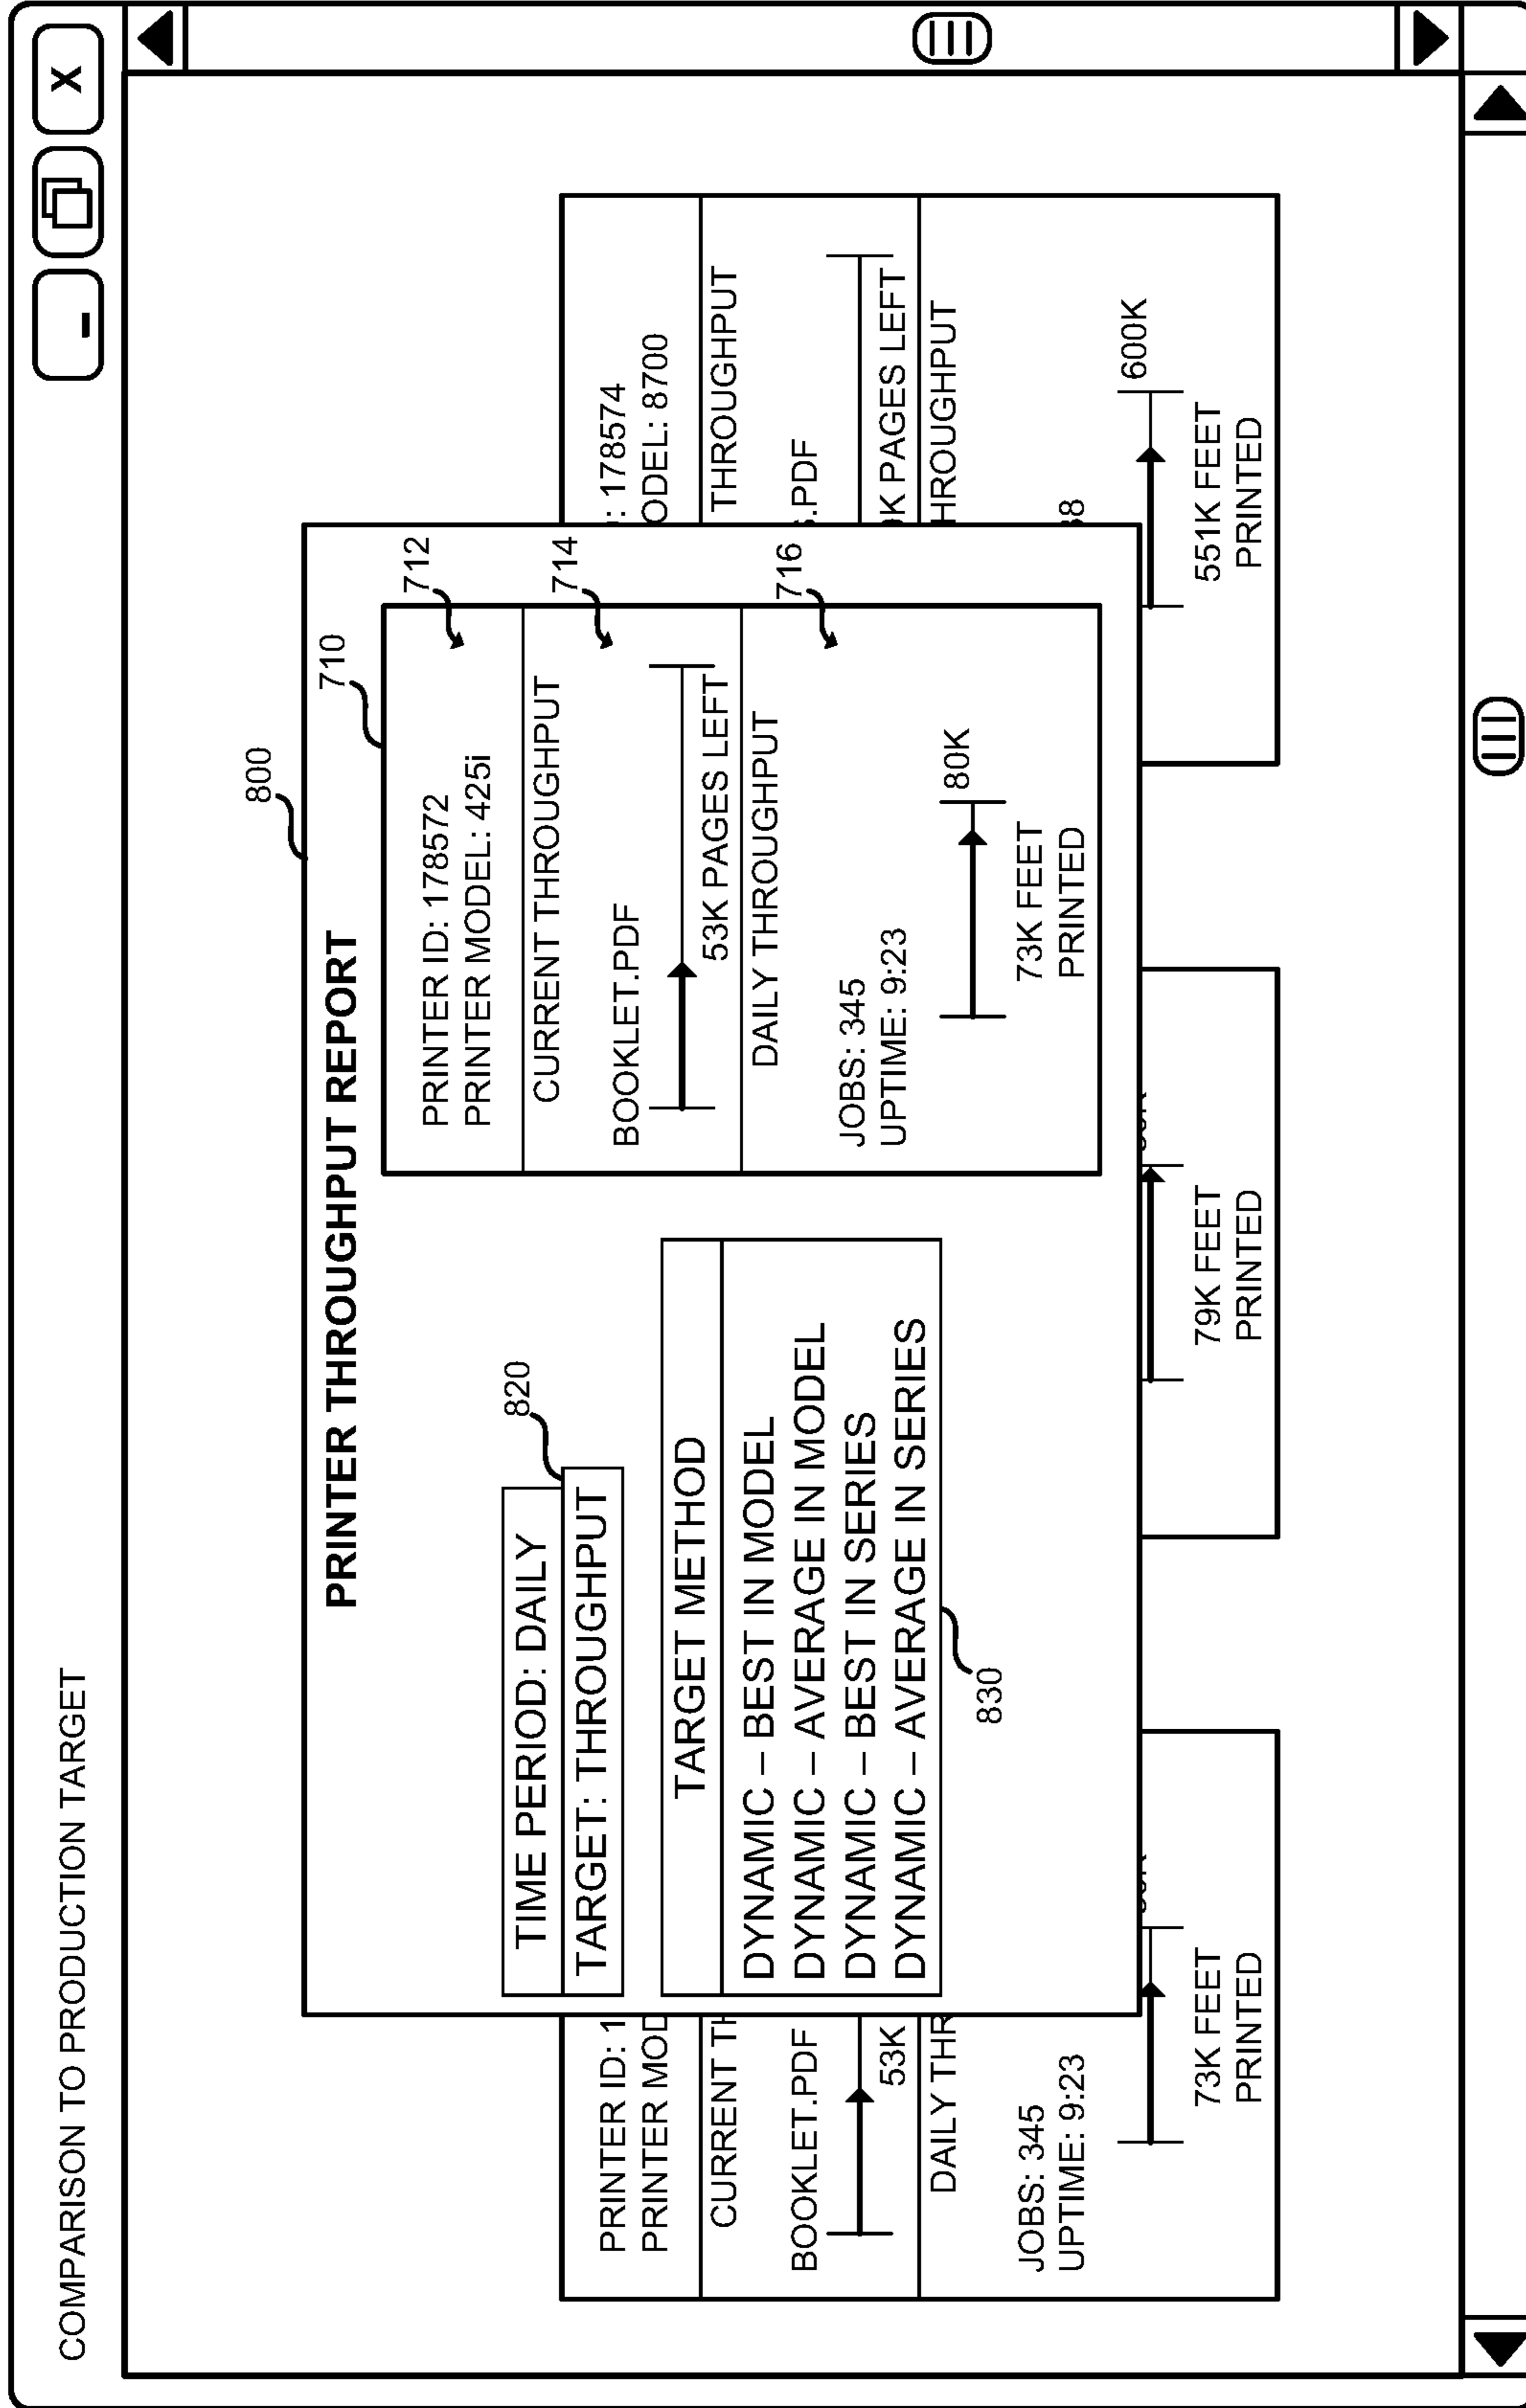 COMPARISON TO PRODUCTION TARGET
- X
800
PRINTER THROUGHPUT REPORT
710
712
PRINTER ID: 178572
PRINTER MODEL: 425i
714
CURRENT THROUGHPUT
BOOKLET.PDF
53K PAGES LEFT
716
DAILY THROUGHPUT
JOBS: 345
UPTIME: 9:23
80K
73K FEET
PRINTED
820
TIME PERIOD: DAILY
TARGET: THROUGHPUT
TARGET METHOD
DYNAMIC – BEST IN MODEL
DYNAMIC – AVERAGE IN MODEL
DYNAMIC – BEST IN SERIES
DYNAMIC – AVERAGE IN SERIES
830
PRINTER ID: 1
PRINTER MOD
CURRENT TH
BOOKLET.PDF
53K
DAILY THR
JOBS: 345
UPTIME: 9:23
73K FEET
PRINTED
79K FEET
PRINTED
: 178574
ODEL: 8700
THROUGHPUT
.PDF
K PAGES LEFT
HROUGHPUT
8
600K
551K FEET
PRINTED